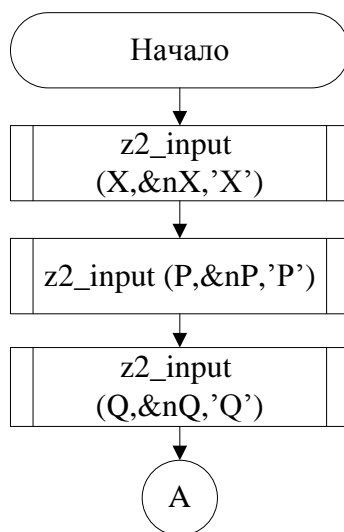 Начало
z2_input
(X,&nX,’X’)
z2_input (P,&nP,’P’)
z2_input
(Q,&nQ,’Q’)
A